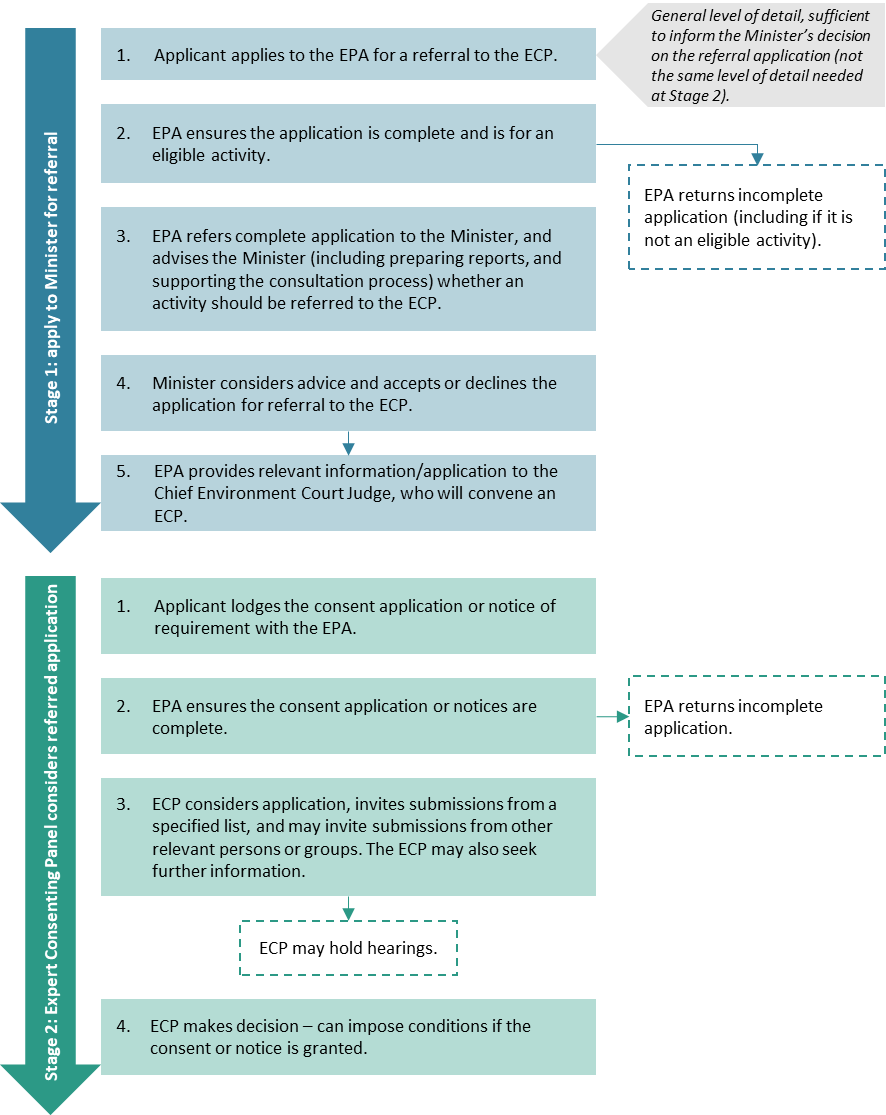 General level of detail, sufficient
to inform the Minister's decision
on the referral application (not
the same level of detail needed
at Stage 2).
Stage 1: apply to Minister for referral
1. Applicant applies to the EPA for a referral to the ECP.
2. EPA ensures the application is complete and is for an
eligible activity.
EPA returns incomplete
application (including if it is
not an eligible activity).
3. EPA refers complete application to the Minister, and
advises the Minister (including preparing reports, and
supporting the consultation process) whether an
activity should be referred to the ECP.
4. Minister considers advice and accepts or declines the
application for referral to the ECP.
5. EPA provides relevant information/application to the
Chief Environment Court Judge, who will convene an
ECP.
Stage 2: Expert Consenting Panel considers referred application
1. Applicant lodges the consent application or notice of
requirement with the EPA.
2. EPA ensures the consent application or notices are
complete.
EPA returns incomplete
application.
3. ECP considers application, invites submissions from a
specified list, and may invite submissions from other
relevant persons or groups. The ECP may also seek
further information.
ECP may hold hearings.
4. ECP makes decision – can impose conditions if the
consent or notice is granted.